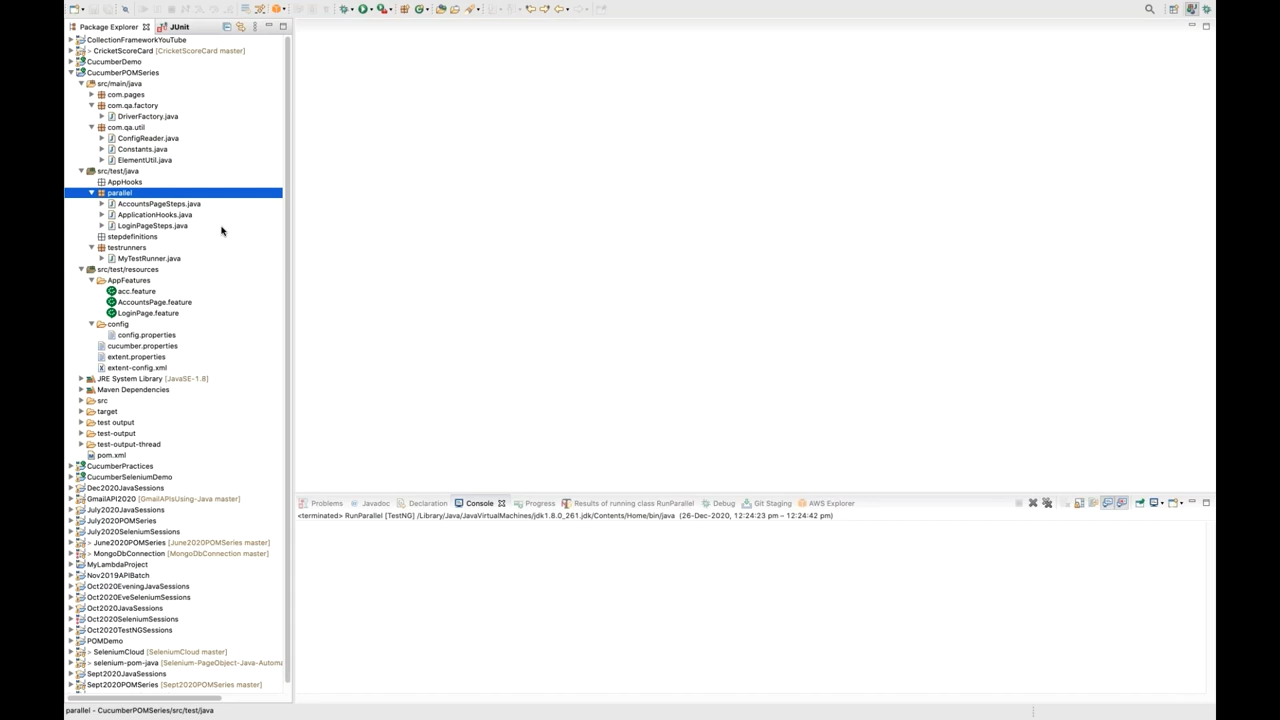 Package Explorer
JUnit
CollectionFrameworkYouTube
> CricketScoreCard [CricketScoreCard master]
CucumberDemo
CucumberPOMSeries
src/main/java
com.pages
com.qa.factory
DriverFactory.java
com.qa.util
ConfigReader.java
Constants.java
ElementUtil.java
src/test/java
AppHooks
parallel
AccountsPageSteps.java
ApplicationHooks.java
LoginPageSteps.java
stepdefinitions
testrunners
MyTestRunner.java
src/test/resources
AppFeatures
acc.feature
AccountsPage.feature
LoginPage.feature
config
config.properties
cucumber.properties
extent.properties
extent-config.xml
JRE System Library [JavaSE-1.8]
Maven Dependencies
src
target
test output
test-output
test-output-thread
pom.xml
CucumberPractices
CucumberSeleniumDemo
Dec2020JavaSessions
GmailAPI2020 [GmailAPIsUsing-Java master]
July2020JavaSessions
July2020POMSeries
July2020SeleniumSessions
> June2020POMSeries [June2020POMSeries master]
> MongoDbConnection [MongoDbConnection master]
MyLambdaProject
Nov2019APIBatch
Oct2020EveningJavaSessions
Oct2020EveSeleniumSessions
Oct2020JavaSessions
Oct2020SeleniumSessions
Oct2020TestNGSessions
POMDemo
> SeleniumCloud [SeleniumCloud master]
> selenium-pom-java [Selenium-PageObject-Java-Automa
Sept2020JavaSessions
Sept2020POMSeries [Sept2020POMSeries master]
Problems Javadoc Declaration Console Progress Results of running class RunParallel Debug Git Staging AWS Explorer
<terminated> RunParallel [TestNG] /Library/Java/JavaVirtualMachines/jdk1.8.0_261.jdk/Contents/Home/bin/java (26-Dec-2020, 12:24:23 pm – 12:24:42 pm)
parallel - CucumberPOMSeries/src/test/java